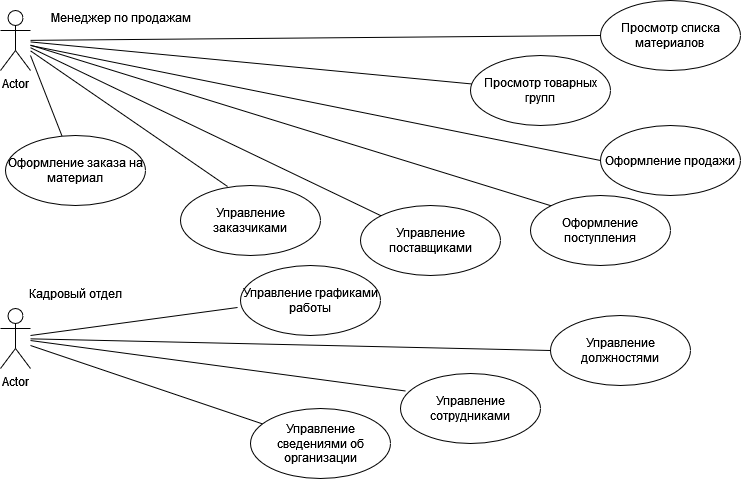 Менеджер по продажам
Actor
Просмотр списка
материалов
Просмотр товарных
групп
Оформление продажи
Оформление заказа на
материал
Управление
заказчиками
Управление
поставщиками
Оформление
поступления
Кадровый отдел
Actor
Управление графиками
работы
Управление
должностями
Управление
сотрудниками
Управление
сведениями об
организации